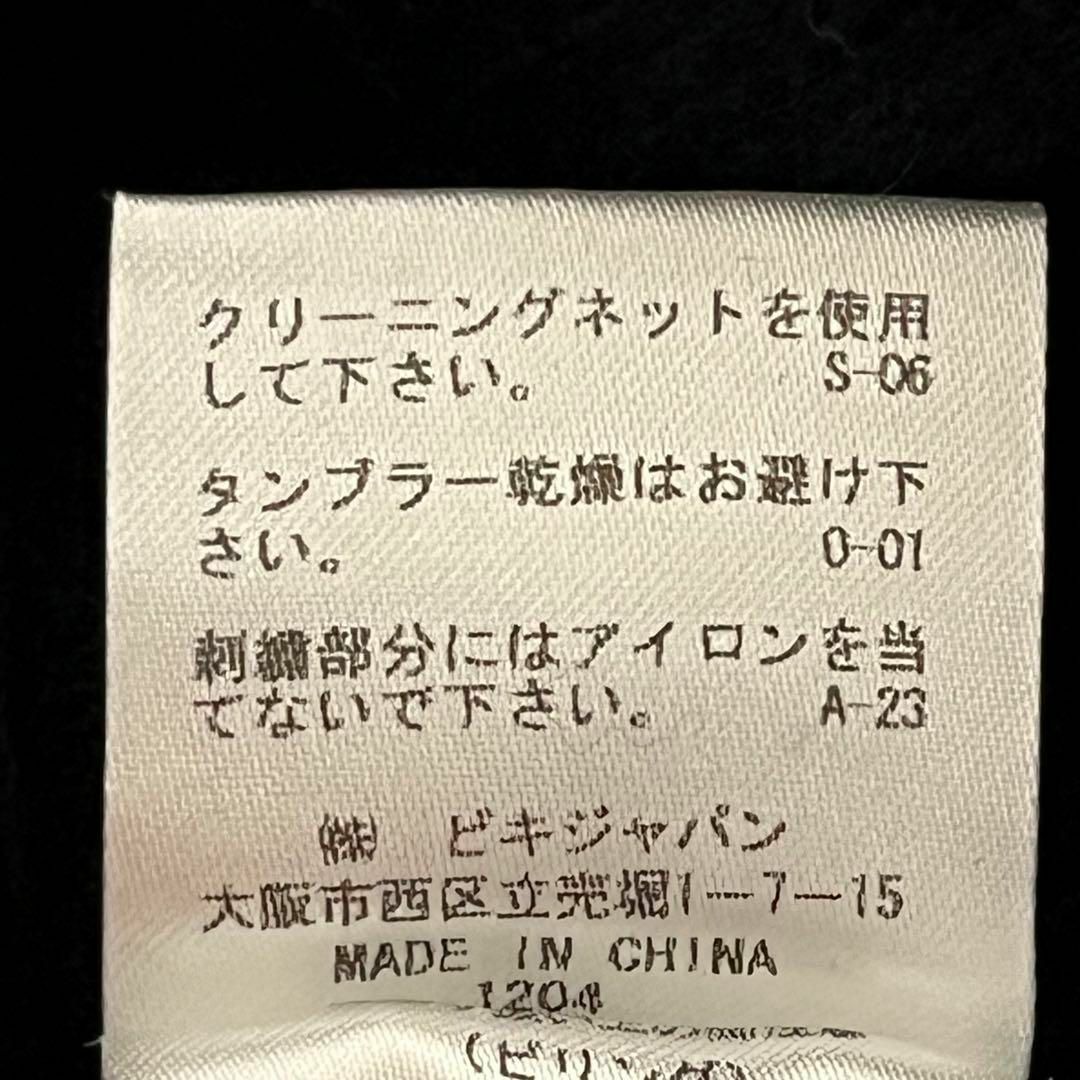 クリーニングネットを使用
して下さい。 S-06
タンブラー乾燥はお避け下
さい。 0-01
刺繍部分にはアイロンを当
てないで下さい。 A-23
㈱ ビキジャパン
大阪市西区立売堀1-7-15
MADE IN CHINA
1204